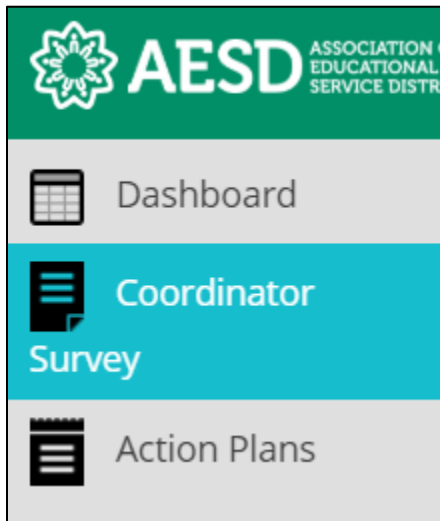 AESD
ASSOCIATION
EDUCATIONAL
SERVICE
Dashboard
Coordinator
Survey
Action Plans